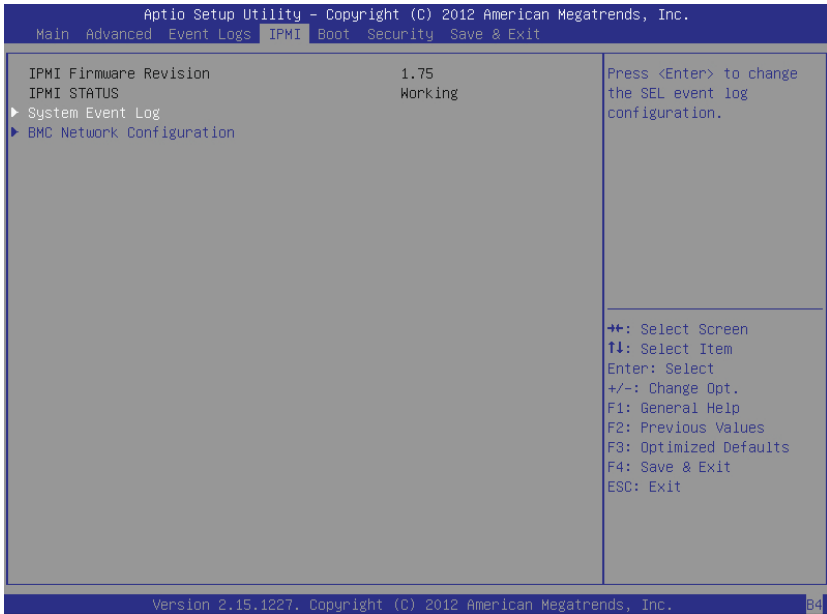 Aptio Setup Utility – Copyright (C) 2012 American Megatrends, Inc.
Main Advanced Event Logs IPMI Boot Security Save & Exit
IPMI Firmware Revision 1.75
IPMI STATUS Working
▶ System Event Log
▶ BMC Network Configuration
Press <Enter> to change
the SEL event log
configuration.
→←: Select Screen
↑↓: Select Item
Enter: Select
+/-: Change Opt.
F1: General Help
F2: Previous Values
F3: Optimized Defaults
F4: Save & Exit
ESC: Exit
Version 2.15.1227. Copyright (C) 2012 American Megatrends, Inc.
B4